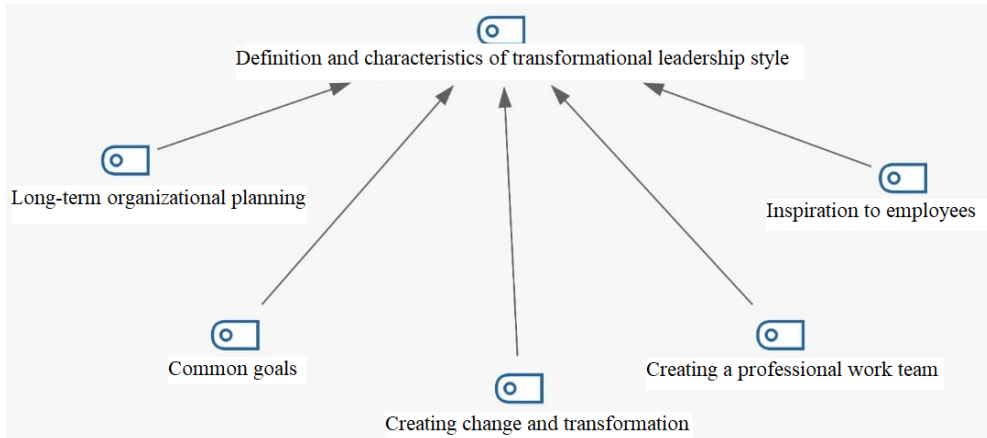 Definition and characteristics of transformational leadership style
Long-term organizational planning
Inspiration to employees
Common goals
Creating a professional work team
Creating change and transformation